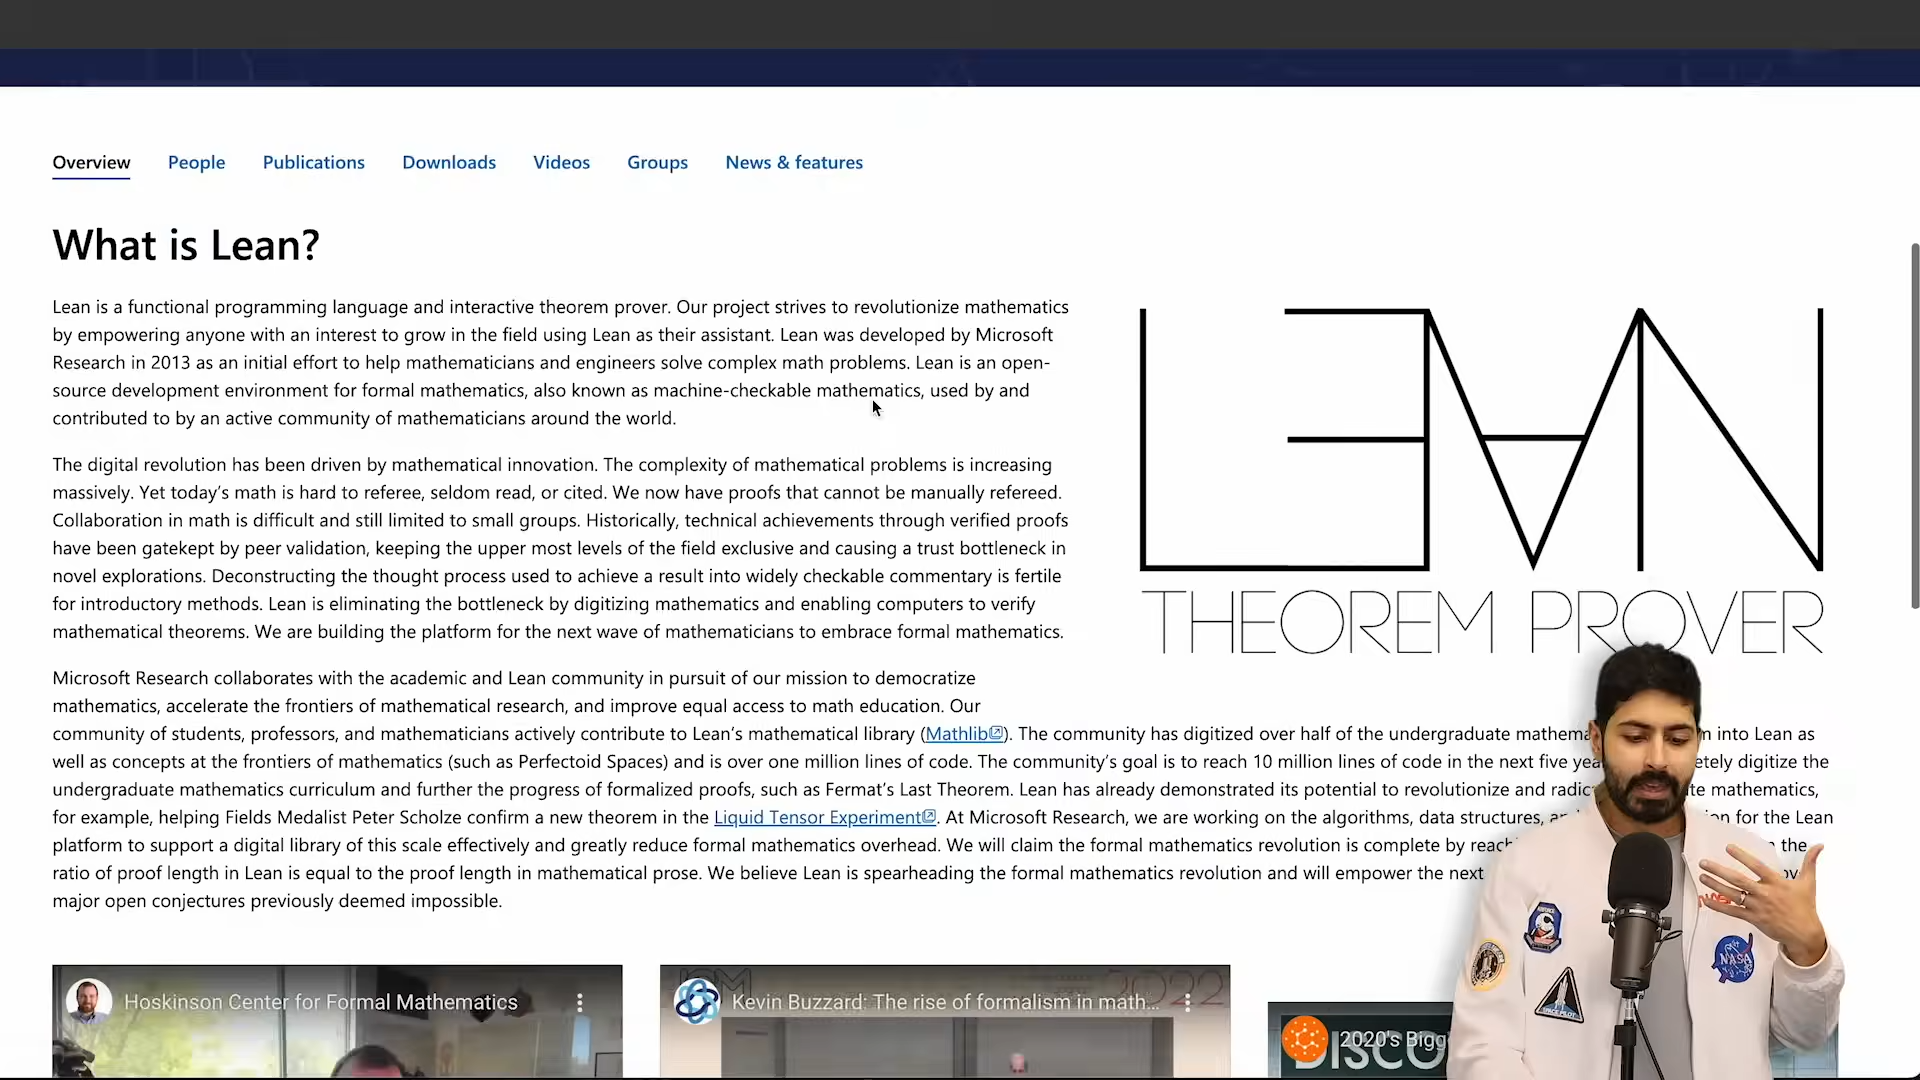 Overview People Publications Downloads Videos Groups News & features
What is Lean?
Lean is a functional programming language and interactive theorem prover. Our project strives to revolutionize mathematics
by empowering anyone with an interest to grow in the field using Lean as their assistant. Lean was developed by Microsoft
Research in 2013 as an initial effort to help mathematicians and engineers solve complex math problems. Lean is an open-
source development environment for formal mathematics, also known as machine-checkable mathematics, used by and
contributed to by an active community of mathematicians around the world.
The digital revolution has been driven by mathematical innovation. The complexity of mathematical problems is increasing
massively. Yet today’s math is hard to referee, seldom read, or cited. We now have proofs that cannot be manually refereed.
Collaboration in math is difficult and still limited to small groups. Historically, technical achievements through verified proofs
have been gatekept by peer validation, keeping the upper most levels of the field exclusive and causing a trust bottleneck in
novel explorations. Deconstructing the thought process used to achieve a result into widely checkable commentary is fertile
for introductory methods. Lean is eliminating the bottleneck by digitizing mathematics and enabling computers to verify
mathematical theorems. We are building the platform for the next wave of mathematicians to embrace formal mathematics.
LEAN
THEOREM PROVER
Microsoft Research collaborates with the academic and Lean community in pursuit of our mission to democratize
mathematics, accelerate the frontiers of mathematical research, and improve equal access to math education. Our
community of students, professors, and mathematicians actively contribute to Lean’s mathematical library (Mathlib). The community has digitized over half of the undergraduate into Lean as
well as concepts at the frontiers of mathematics (such as Perfectoid Spaces) and is over one million lines of code. The community’s goal is to reach 10 million lines of code in the next five digitize the
undergraduate mathematics curriculum and further the progress of formalized proofs, such as Fermat’s Last Theorem. Lean has already demonstrated its potential to revolutionize and mathematics,
for example, helping Fields Medalist Peter Scholze confirm a new theorem in the Liquid Tensor Experiment. At Microsoft Research, we are working on the algorithms, data structures, for the Lean
platform to support a digital library of this scale effectively and greatly reduce formal mathematics overhead. We will claim the formal mathematics revolution is complete by the
ratio of proof length in Lean is equal to the proof length in mathematical prose. We believe Lean is spearheading the formal mathematics revolution and will empower the next
major open conjectures previously deemed impossible.
Hoskinson Center for Formal Mathematics
Kevin Buzzard: The rise of formalism in math...
2022
2020's
DISCO
NASA